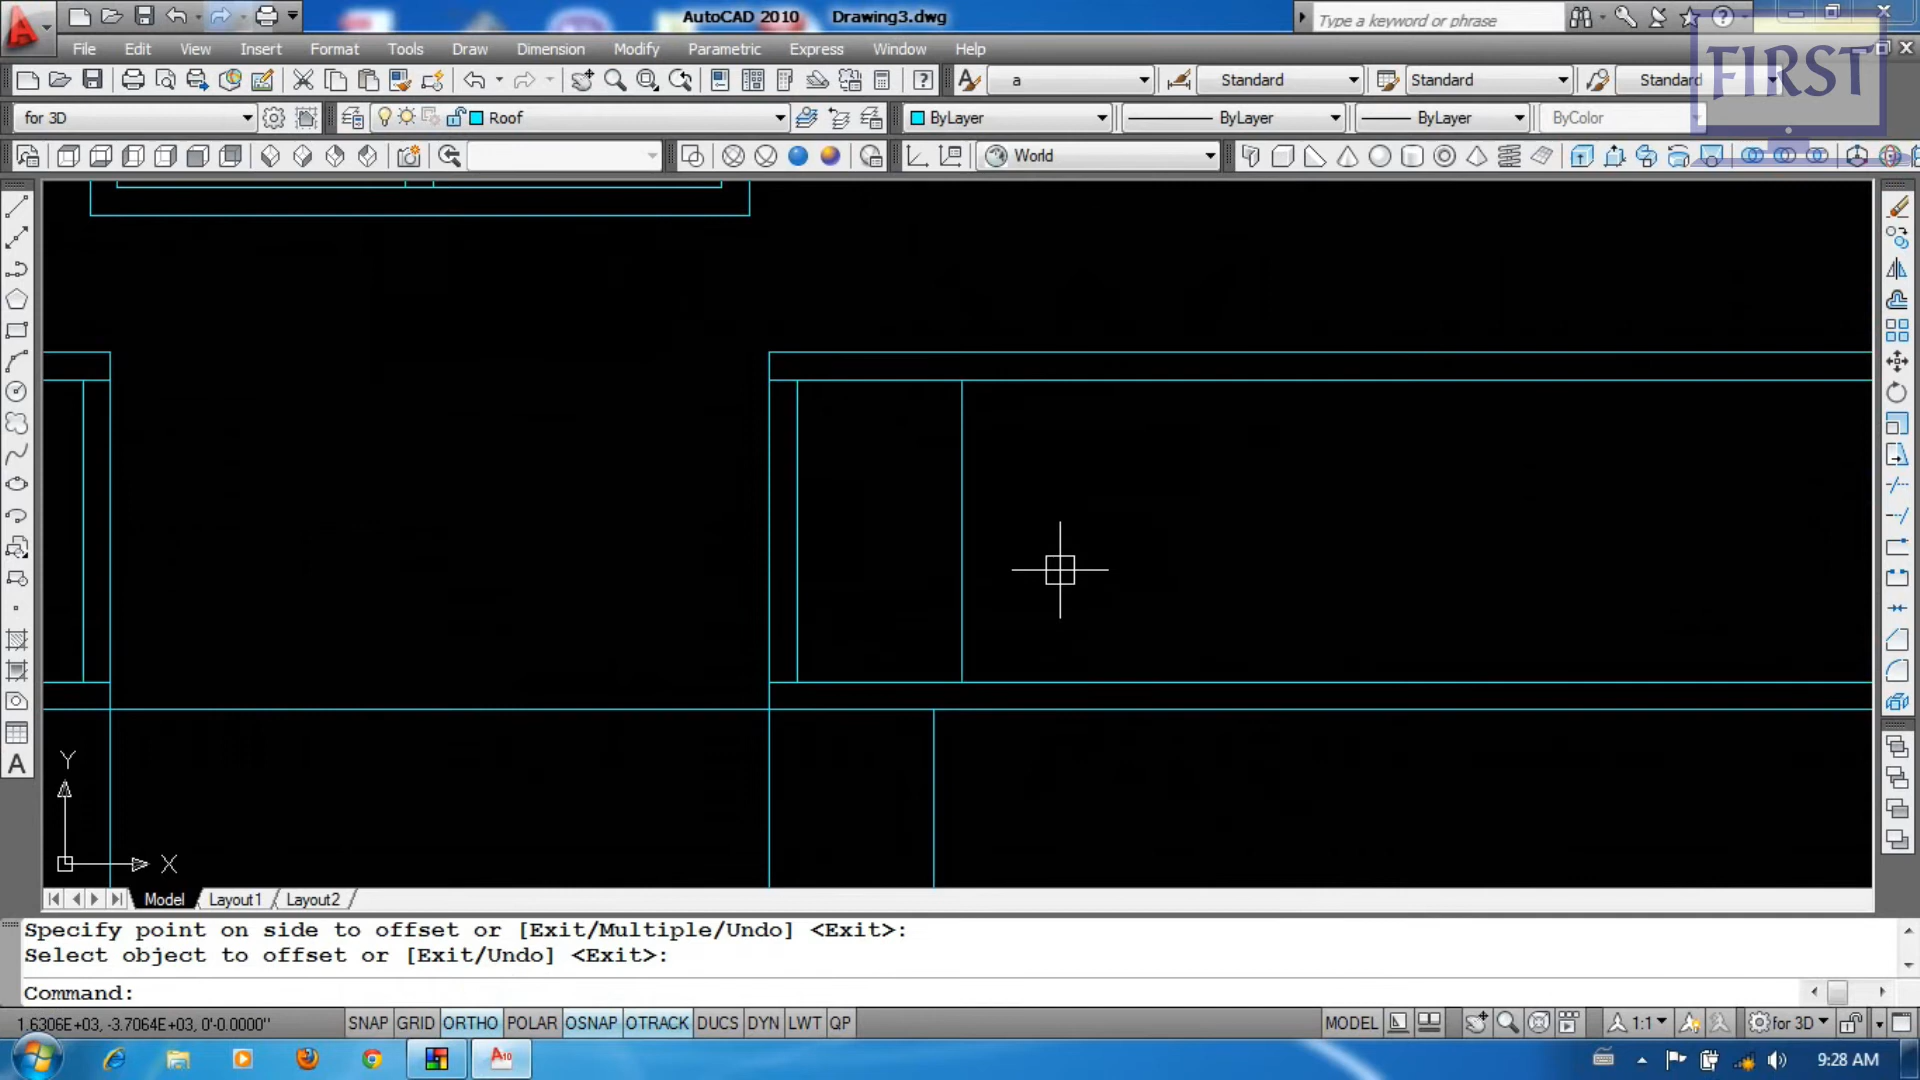 AutoCAD 2010 Drawing3.dwg
Type a keyword or phrase
File Edit View Insert Format Tools Draw Dimension Modify Parametric Express Window Help
FIRST
a Standard Standard Standard
for 3D Roof ByLayer ByLayer ByLayer ByColor
World
Y
X
A
Model Layout1 Layout2
Specify point on side to offset or [Exit/Multiple/Undo] <Exit>:
Select object to offset or [Exit/Undo] <Exit>:
Command:
1.6306E+03, -3.7064E+03, 0'-0.0000" SNAP GRID ORTHO POLAR OSNAP OTRACK DUCS DYN LWT QP MODEL 1:1 for 3D
9:28 AM